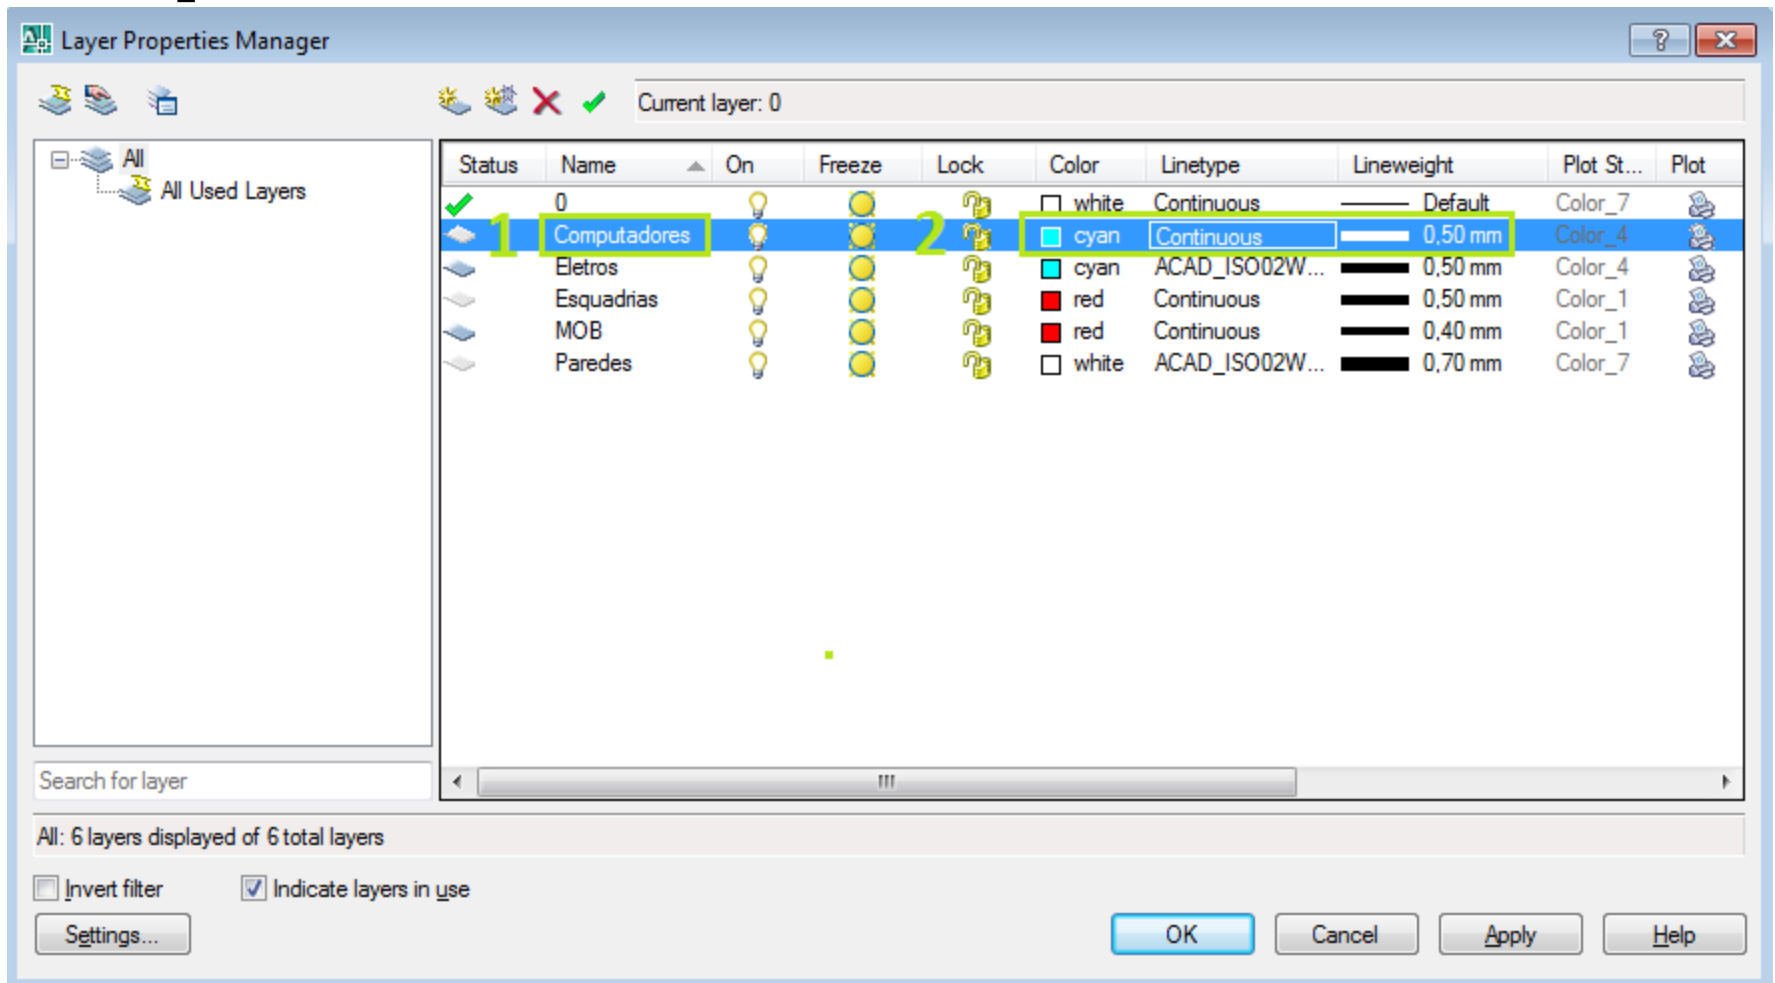 Layer Properties Manager
?
Current layer: 0
All
All Used Layers
Status Name On Freeze Lock Color Linetype Lineweight Plot St... Plot
0 white Continuous Default Color_7
1 Computadores 2 cyan Continuous 0,50 mm Color_4
Eletros cyan ACAD_ISO02W... 0,50 mm Color_4
Esquadrias red Continuous 0,50 mm Color_1
MOB red Continuous 0,40 mm Color_1
Paredes white ACAD_ISO02W... 0,70 mm Color_7
Search for layer
All: 6 layers displayed of 6 total layers
Invert filter Indicate layers in use
Settings... OK Cancel Apply Help